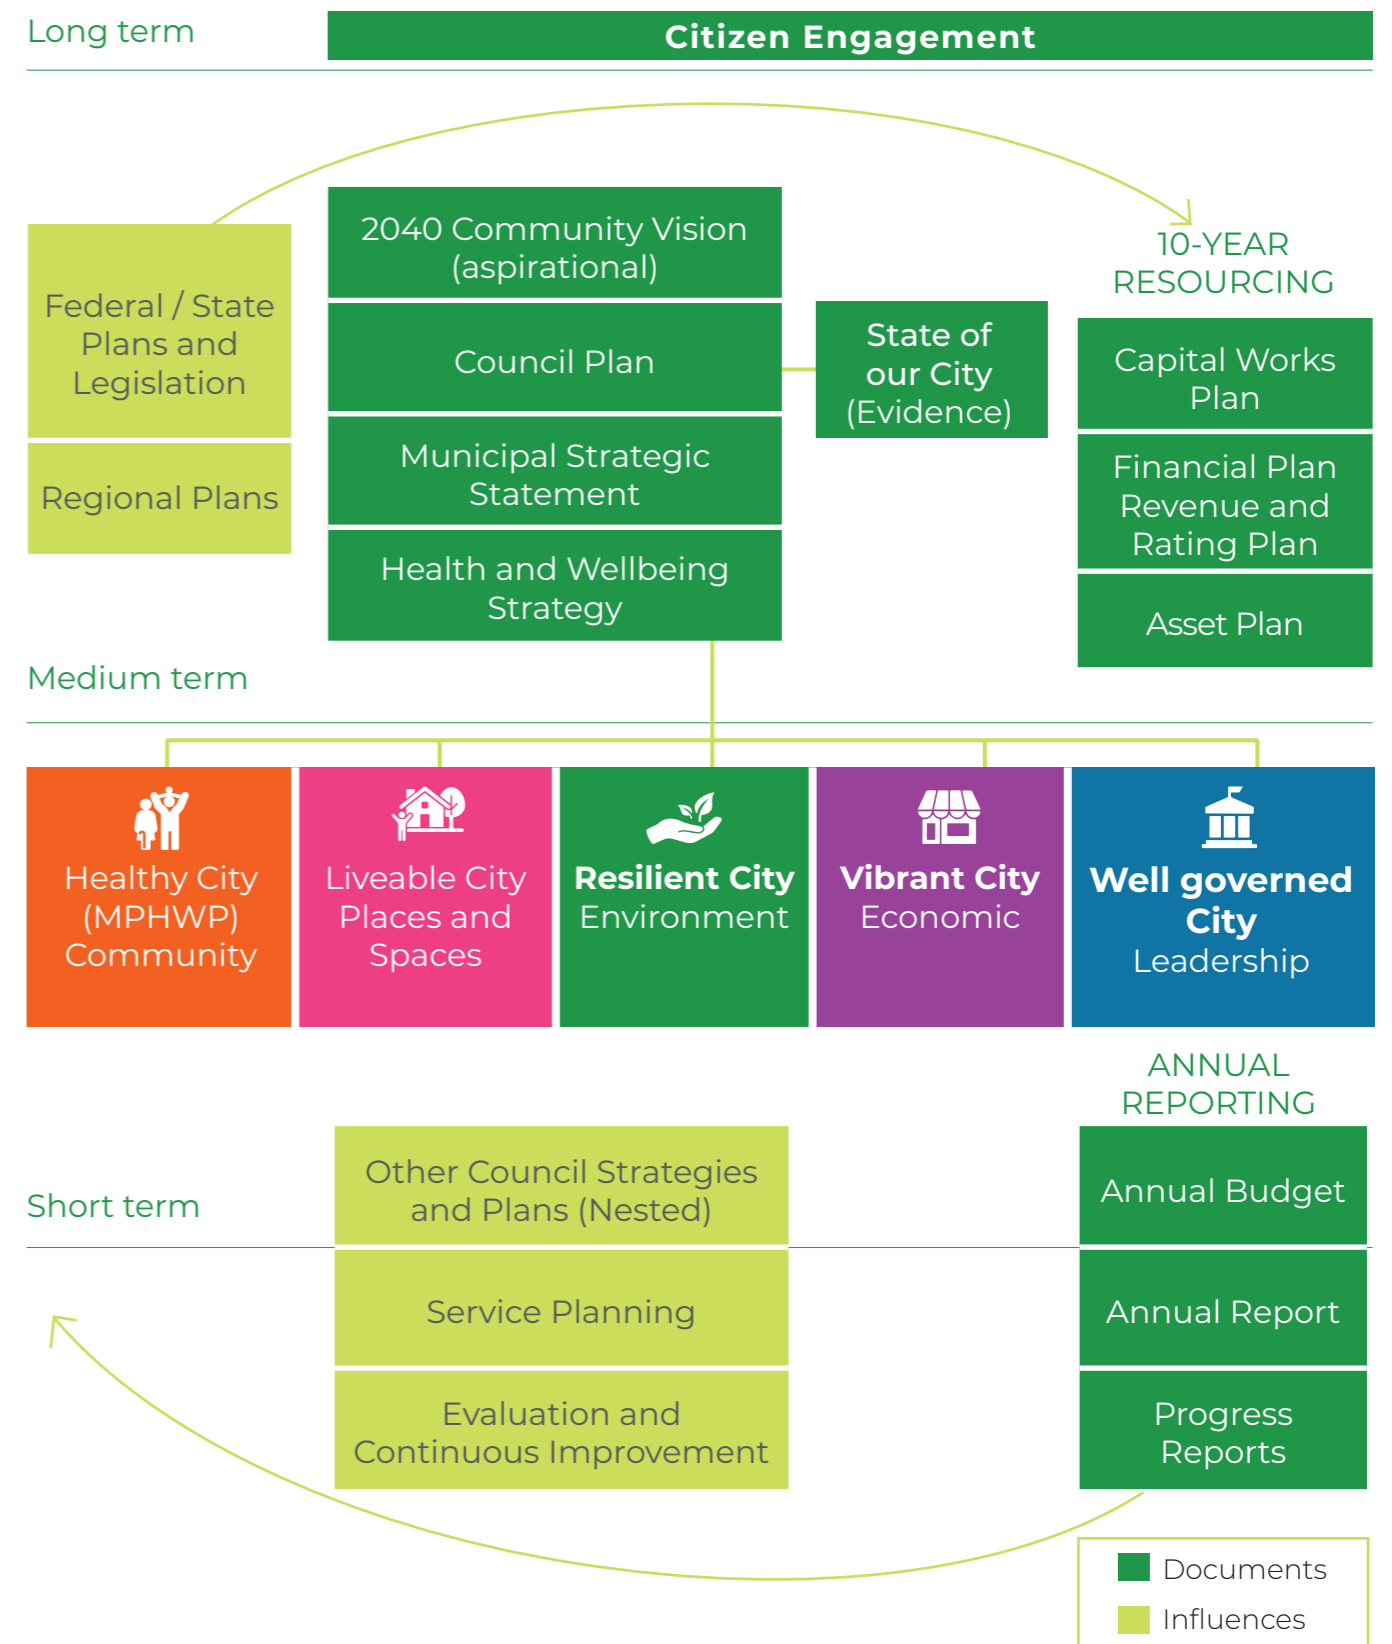 Long term
Citizen Engagement
Federal / State
Plans and
Legislation
Regional Plans
2040 Community Vision
(aspirational)
Council Plan
Municipal Strategic
Statement
Health and Wellbeing
Strategy
State of
our City
(Evidence)
10-YEAR
RESOURCING
Capital Works
Plan
Financial Plan
Revenue and
Rating Plan
Asset Plan
Medium term
Healthy City
(MPHWP)
Community
Liveable City
Places and
Spaces
Resilient City
Environment
Vibrant City
Economic
Well governed
City
Leadership
Short term
Other Council Strategies
and Plans (Nested)
Service Planning
Evaluation and
Continuous Improvement
ANNUAL
REPORTING
Annual Budget
Annual Report
Progress
Reports
Documents
Influences